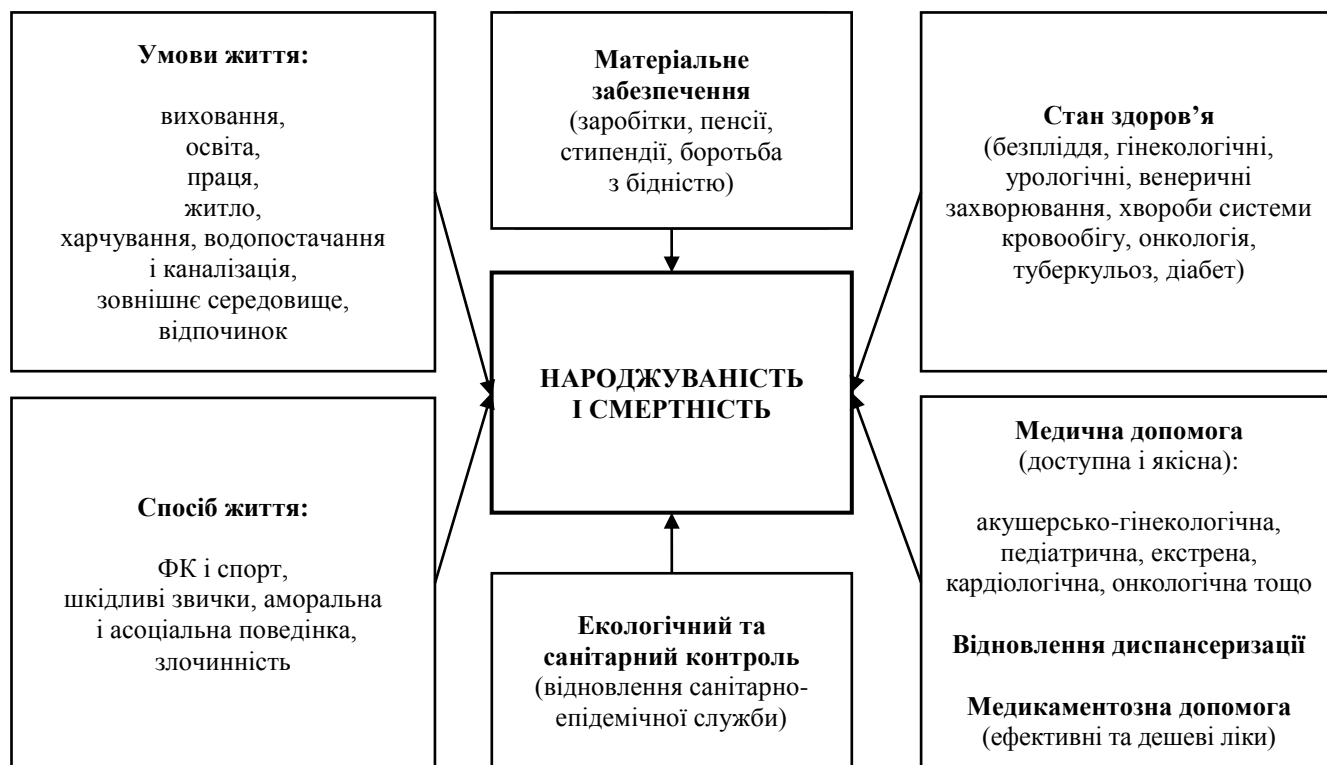 Умови життя:
виховання,
освіта,
праця,
житло,
харчування, водопостачання
і каналізація,
зовнішнє середовище,
відпочинок
Матеріальне
забезпечення
(заробітки, пенсії,
стипендії, боротьба
з бідністю)
Стан здоров’я
(безпліддя, гінекологічні,
урологічні, венеричні
захворювання, хвороби системи
кровообігу, онкологія,
туберкульоз, діабет)
НАРОДЖУВАНІСТЬ
І СМЕРТНІСТЬ
Спосіб життя:
ФК і спорт,
шкідливі звички, аморальна
і асоціальна поведінка,
злочинність
Екологічний та
санітарний контроль
(відновлення санітарно-
епідемічної служби)
Медична допомога
(доступна і якісна):
акушерсько-гінекологічна,
педіатрична, екстрена,
кардіологічна, онкологічна тощо
Відновлення диспансеризації
Медикаментозна допомога
(ефективні та дешеві ліки)